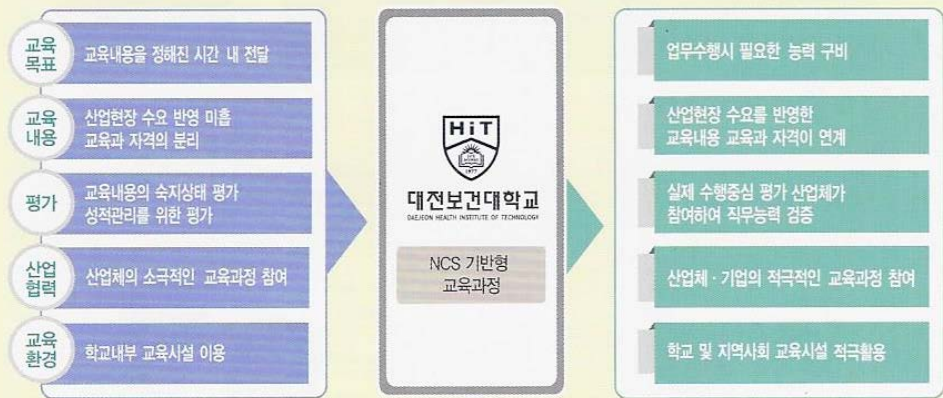 교육
목표
교육내용을 정해진 시간 내 전달
교육
내용
산업현장 수요 반영 미흡
교육과 자격의 분리
평가
교육내용의 숙지상태 평가
성적관리를 위한 평가
산업
협력
산업체의 소극적인 교육과정 참여
교육
환경
학교내부 교육시설 이용
HiT
1977
대전보건대학교
DAEJEON HEALTH INSTITUTE OF TECHNOLOGY
NCS 기반형
교육과정
업무수행시 필요한 능력 구비
산업현장 수요를 반영한
교육내용 교육과 자격이 연계
실제 수행중심 평가 산업체가
참여하여 직무능력 검증
산업체 · 기업의 적극적인 교육과정 참여
학교 및 지역사회 교육시설 적극활용